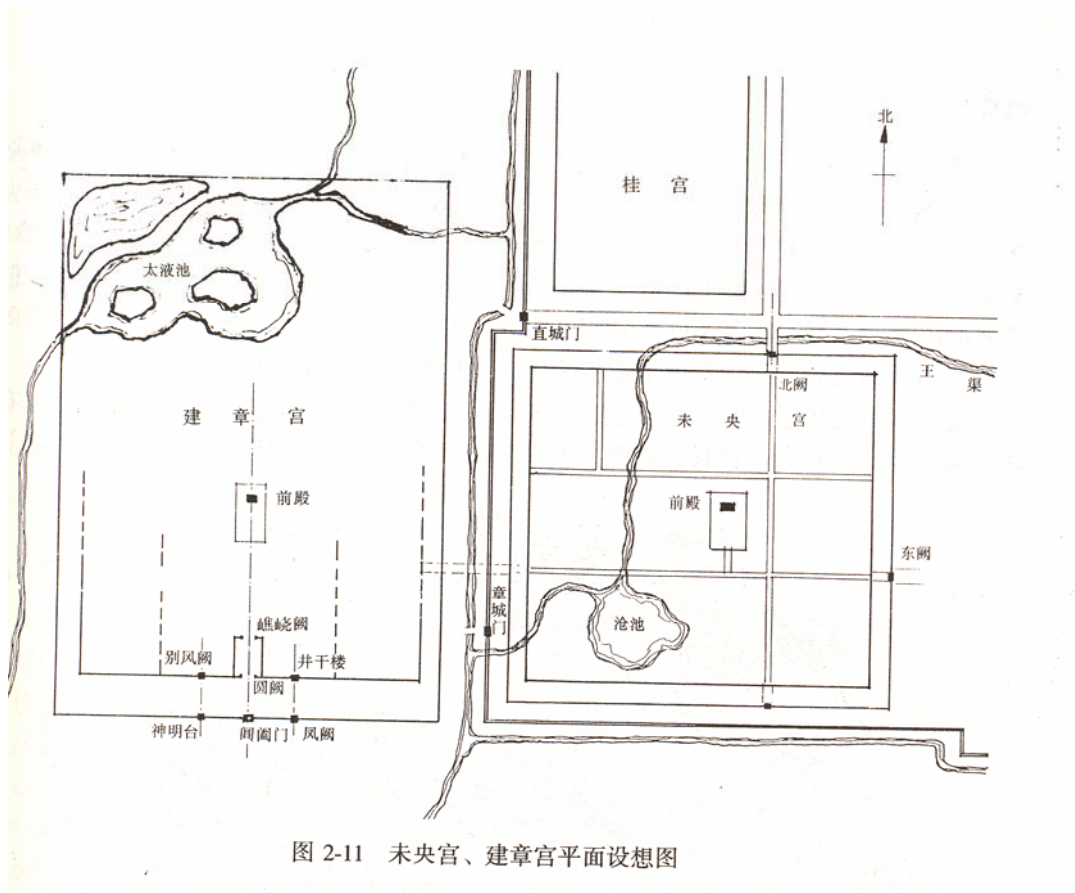 北
桂 宫
太液池
直城门
王 渠
北阙
建 章 宫
未 央 宫
前殿
前殿
东阙
章城门
沧池
嶕峣阙
别风阙
井干楼
圆阙
神明台
阊阖门
凤阙
图 2-11 未央宫、建章宫平面设想图